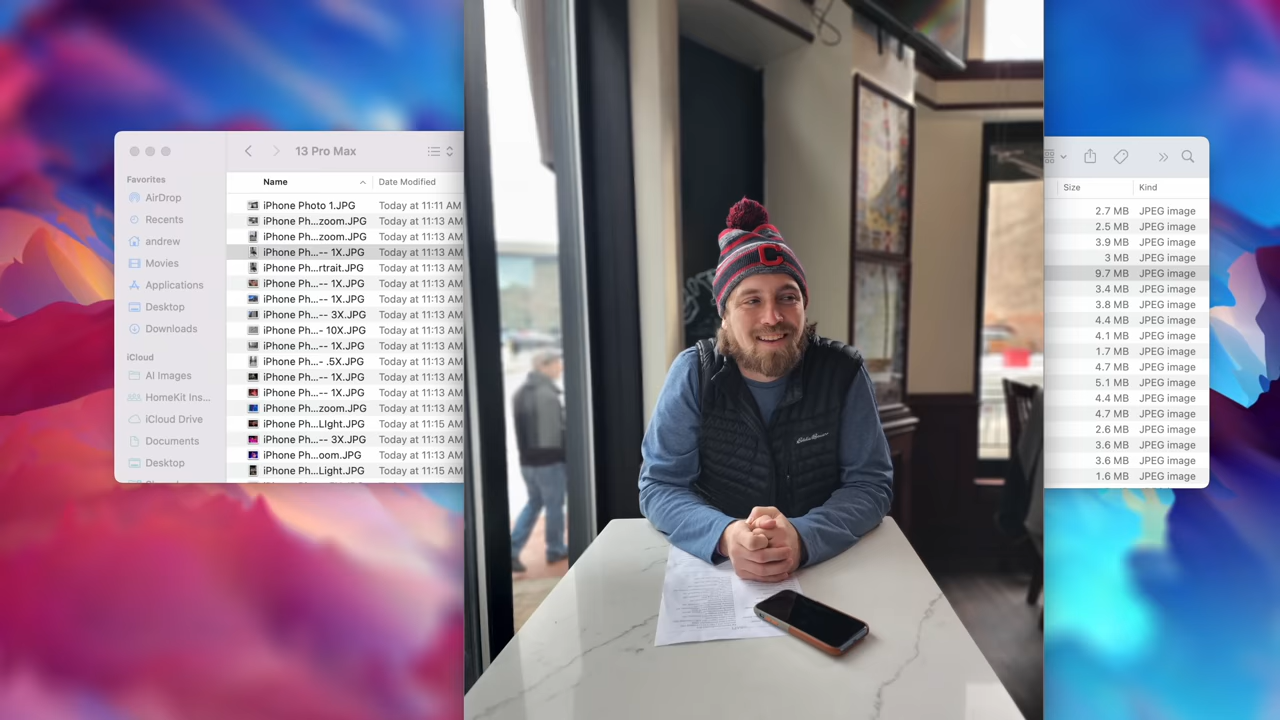 13 Pro Max
Favorites
AirDrop
Recents
andrew
Movies
Applications
Desktop
Downloads
iCloud
AI Images
HomeKit Ins...
iCloud Drive
Documents
Desktop
Name Date Modified
iPhone Photo 1.JPG Today at 11:11 AM
iPhone Ph...zoom.JPG Today at 11:13 AM
iPhone Ph...zoom.JPG Today at 11:13 AM
iPhone Ph...-- 1X.JPG Today at 11:13 AM
iPhone Ph...rtrait.JPG Today at 11:13 AM
iPhone Ph...-- 1X.JPG Today at 11:13 AM
iPhone Ph...-- 1X.JPG Today at 11:13 AM
iPhone Ph...-- 3X.JPG Today at 11:13 AM
iPhone Ph...- 10X.JPG Today at 11:13 AM
iPhone Ph...-- 1X.JPG Today at 11:13 AM
iPhone Ph...- .5X.JPG Today at 11:13 AM
iPhone Ph...-- 1X.JPG Today at 11:13 AM
iPhone Ph...-- 1X.JPG Today at 11:13 AM
iPhone Ph...zoom.JPG Today at 11:13 AM
iPhone Ph...LIght.JPG Today at 11:15 AM
iPhone Ph...-- 3X.JPG Today at 11:13 AM
iPhone Ph...oom.JPG Today at 11:13 AM
iPhone Ph...Light.JPG Today at 11:15 AM
C
Eddie Bauer
Size Kind
2.7 MB JPEG image
2.5 MB JPEG image
3.9 MB JPEG image
3 MB JPEG image
9.7 MB JPEG image
3.4 MB JPEG image
3.8 MB JPEG image
4.4 MB JPEG image
4.1 MB JPEG image
1.7 MB JPEG image
4.7 MB JPEG image
5.1 MB JPEG image
4.4 MB JPEG image
4.7 MB JPEG image
2.6 MB JPEG image
3.6 MB JPEG image
3.6 MB JPEG image
1.6 MB JPEG image